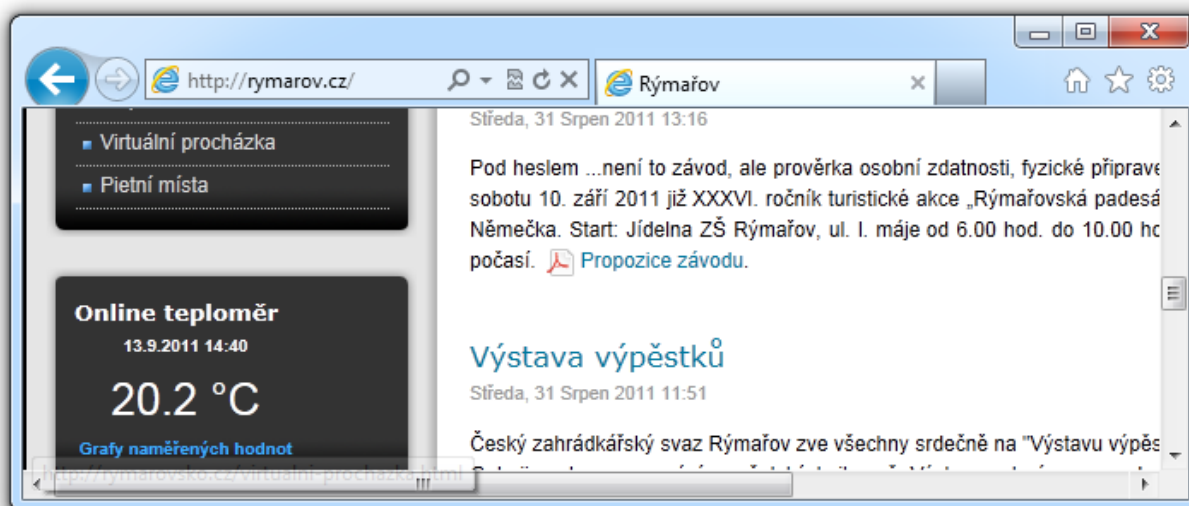 http://rymarov.cz/
Rýmařov
Virtuální procházka
Pietní místa
Online teploměr
13.9.2011 14:40
20.2 °C
Grafy naměřených hodnot
http://rymarovsko.cz/virtualni-prochazka.html
Středa, 31 Srpen 2011 13:16
Pod heslem ...není to závod, ale prověrka osobní zdatnosti, fyzické připrave
sobotu 10. září 2011 již XXXVI. ročník turistické akce „Rýmařovská padesá
Němečka. Start: Jídelna ZŠ Rýmařov, ul. I. máje od 6.00 hod. do 10.00 ho
počasí. Propozice závodu.
Výstava výpěstků
Středa, 31 Srpen 2011 11:51
Český zahrádkářský svaz Rýmařov zve všechny srdečně na "Výstavu výpěs